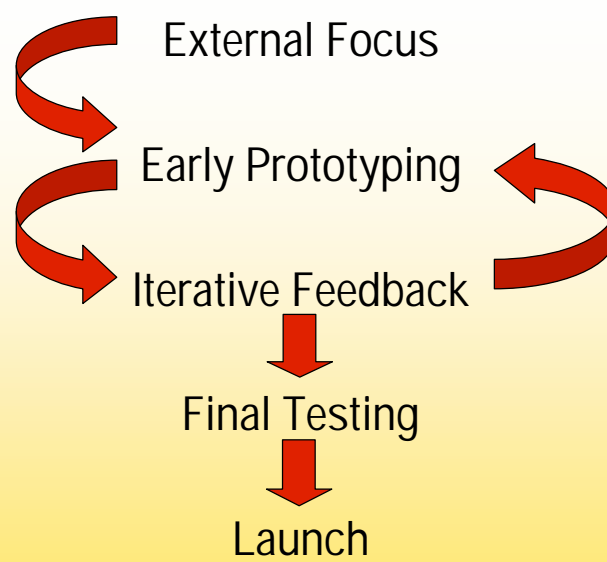 External Focus
Early Prototyping
Iterative Feedback
Final Testing
Launch